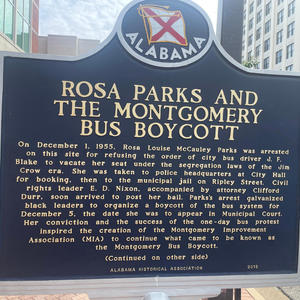 ALABAMA
ROSA PARKS AND
THE MONTGOMERY
BUS BOYCOTT
On December 1, 1955, Rosa Louise McCauley Parks was arrested
on this site for refusing the order of city bus driver J. F.
Blake to vacate her seat under the segregation laws of the Jim
Crow era. She was taken to police headquarters at City Hall
for booking, then to the municipal jail on Ripley Street. Civil
rights leader E. D. Nixon, accompanied by attorney Clifford
Durr, soon arrived to post her bail. Parks's arrest galvanized
black leaders to organize a boycott of the bus system for
December 5, the date she was to appear in Municipal Court.
Her conviction and the success of the one-day bus protest
inspired the creation of the Montgomery Improvement
Association (MIA) to continue what came to be known as
the Montgomery Bus Boycott.
(Continued on other side)
ALABAMA HISTORICAL ASSOCIATION